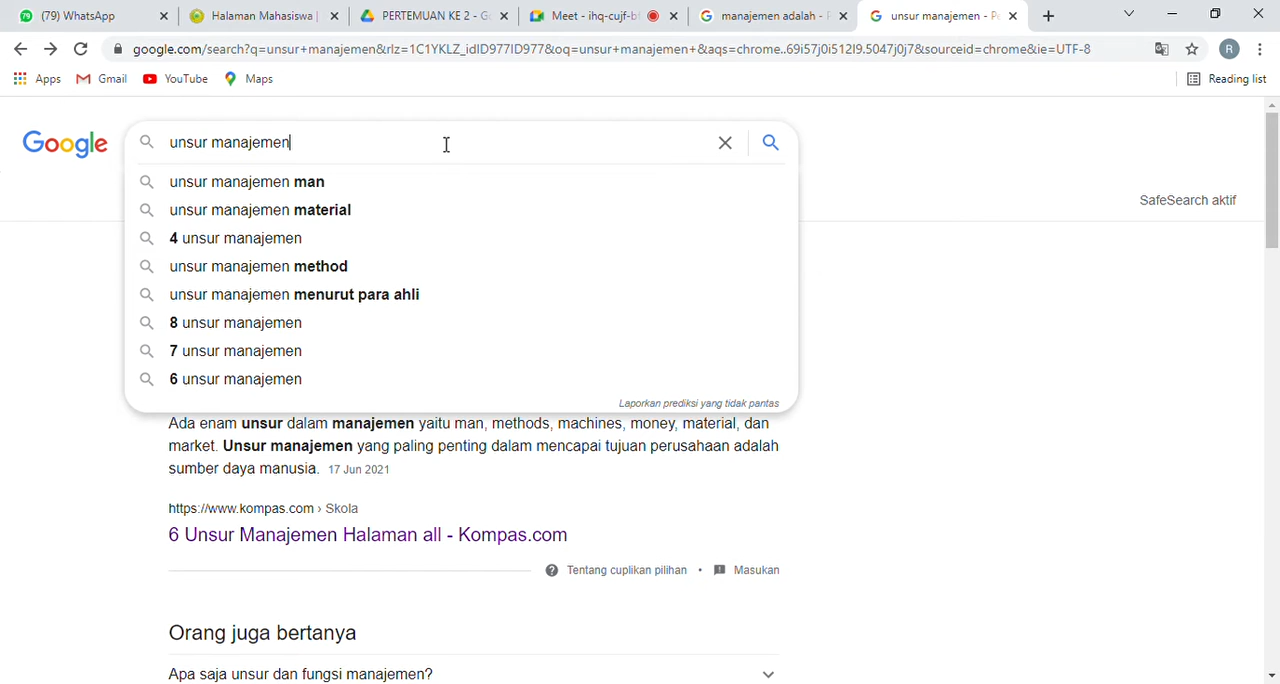 (79) WhatsApp
Halaman Mahasiswa |
PERTEMUAN KE 2 - G
Meet - ihq-cujf-b
manajemen adalah - P
unsur manajemen - Pe
google.com/search?q=unsur+manajemen&rlz=1C1YKLZ_idID977ID977&oq=unsur+manajemen+&aqs=chrome..69i57j0i512l9.5047j0j7&sourceid=chrome&ie=UTF-8
R
Apps
Gmail
YouTube
Maps
Reading list
Google
unsur manajemen
unsur manajemen man
unsur manajemen material
4 unsur manajemen
unsur manajemen method
unsur manajemen menurut para ahli
8 unsur manajemen
7 unsur manajemen
6 unsur manajemen
Laporkan prediksi yang tidak pantas
SafeSearch aktif
Ada enam unsur dalam manajemen yaitu man, methods, machines, money, material, dan
market. Unsur manajemen yang paling penting dalam mencapai tujuan perusahaan adalah
sumber daya manusia. 17 Jun 2021
https://www.kompas.com › Skola
6 Unsur Manajemen Halaman all - Kompas.com
Tentang cuplikan pilihan • Masukan
Orang juga bertanya
Apa saja unsur dan fungsi manajemen?